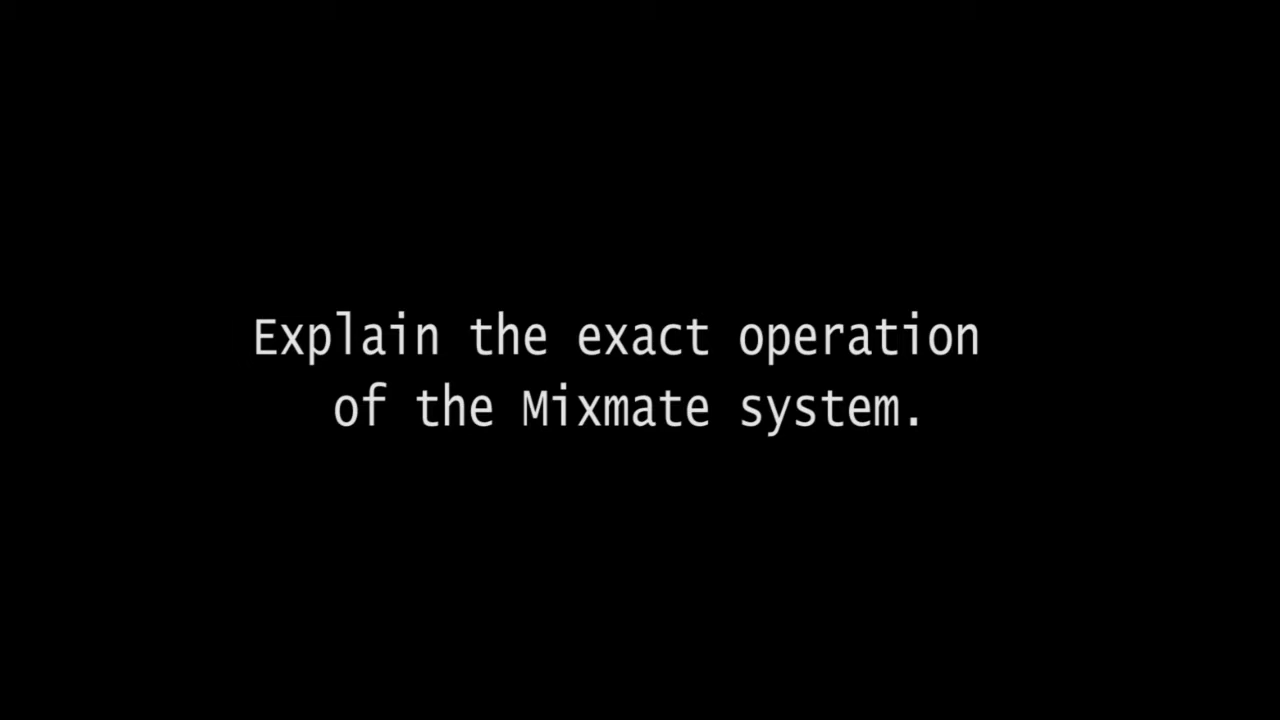 Explain the exact operation
of the Mixmate system.